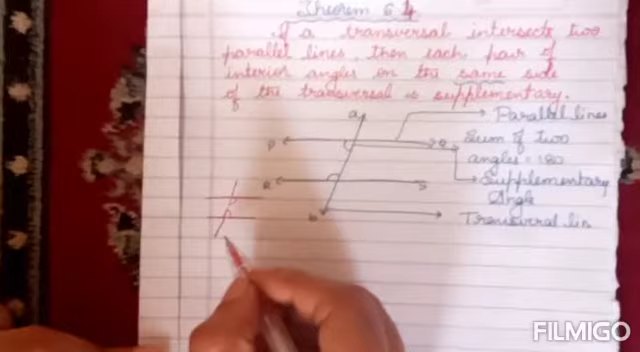 Theorem 6.4
If a transversal intersects two
parallel lines, then each pair of
interior angles on the same side
of the transversal is supplementary.
a
Parallel lines
P
Q
Sum of two
angles = 180
R
S
Supplementary
Angle
b
Transversal lin
FILMIGO